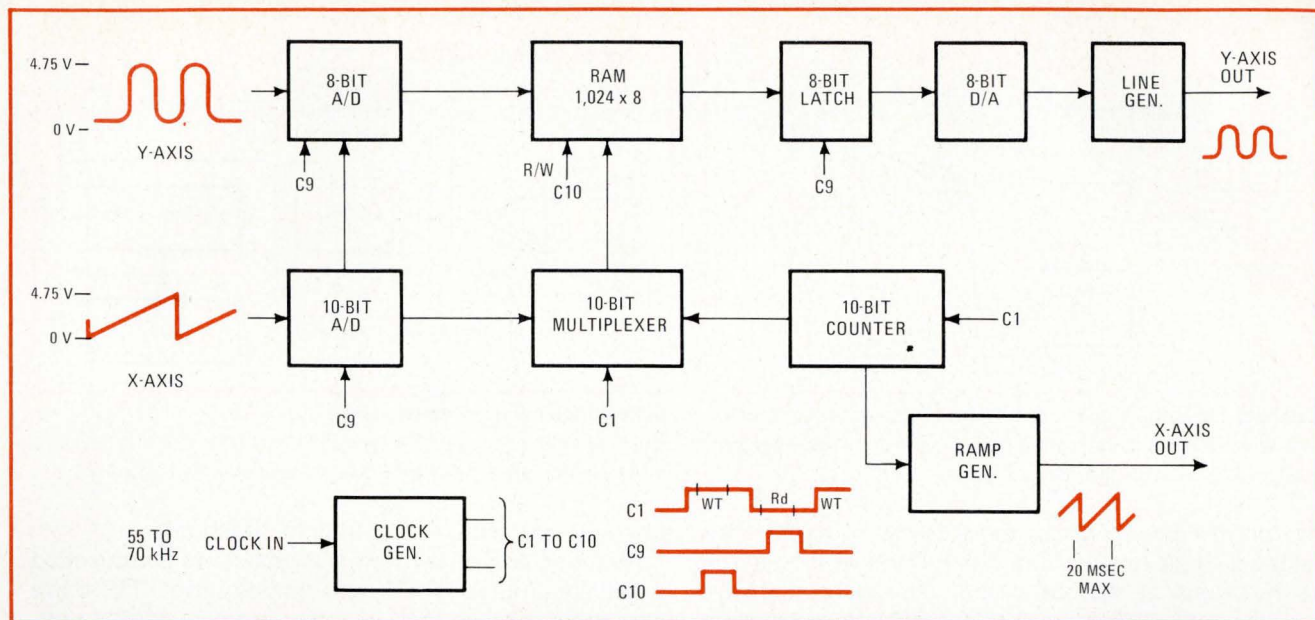 4.75 V
0 V
Y-AXIS
8-BIT
A/D
C9
RAM
1,024 x 8
R/W
C10
8-BIT
LATCH
C9
8-BIT
D/A
LINE
GEN.
Y-AXIS
OUT
4.75 V
0 V
X-AXIS
10-BIT
A/D
C9
10-BIT
MULTIPLEXER
C1
10-BIT
COUNTER
C1
RAMP
GEN.
X-AXIS
OUT
20 MSEC
MAX
55 TO
70 kHz
CLOCK IN
CLOCK
GEN.
C1 TO C10
C1
WT
Rd
WT
C9
C10